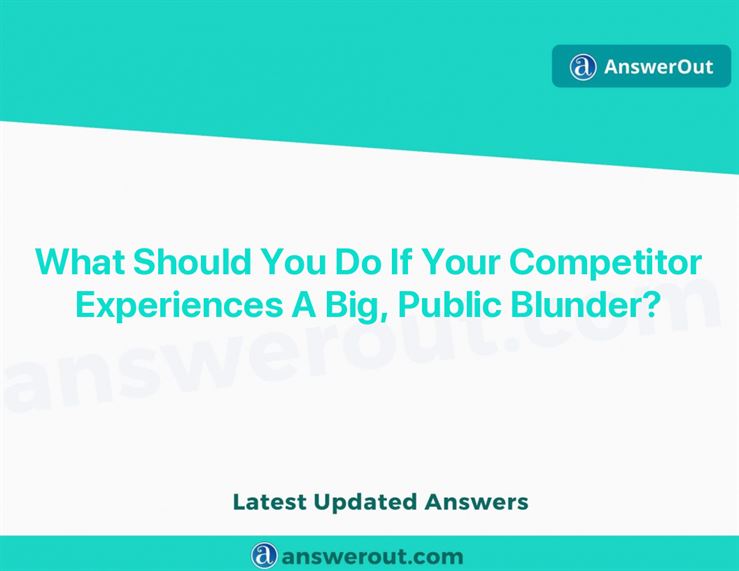 AnswerOut
What Should You Do If Your Competitor
Experiences A Big, Public Blunder?
answerout.com
Latest Updated Answers
answerout.com